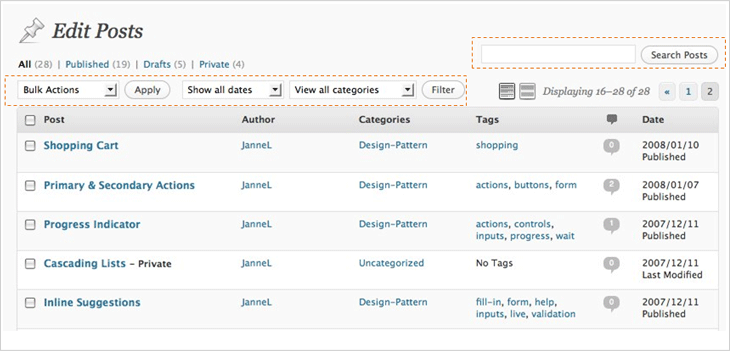 Edit Posts
All (28) | Published (19) | Drafts (5) | Private (4)
Search Posts
Bulk Actions Apply Show all dates View all categories Filter
Displaying 16–28 of 28 « 1 2
Post Author Categories Tags Date
Shopping Cart JanneL Design-Pattern shopping 0 2008/01/10
Published
Primary & Secondary Actions JanneL Design-Pattern actions, buttons, form 2 2008/01/07
Published
Progress Indicator JanneL Design-Pattern actions, controls, 1 2007/12/11
inputs, progress, wait Published
Cascading Lists – Private JanneL Uncategorized No Tags 0 2007/12/11
Last Modified
Inline Suggestions JanneL Design-Pattern fill-in, form, help, 0 2007/12/11
inputs, live, validation Published